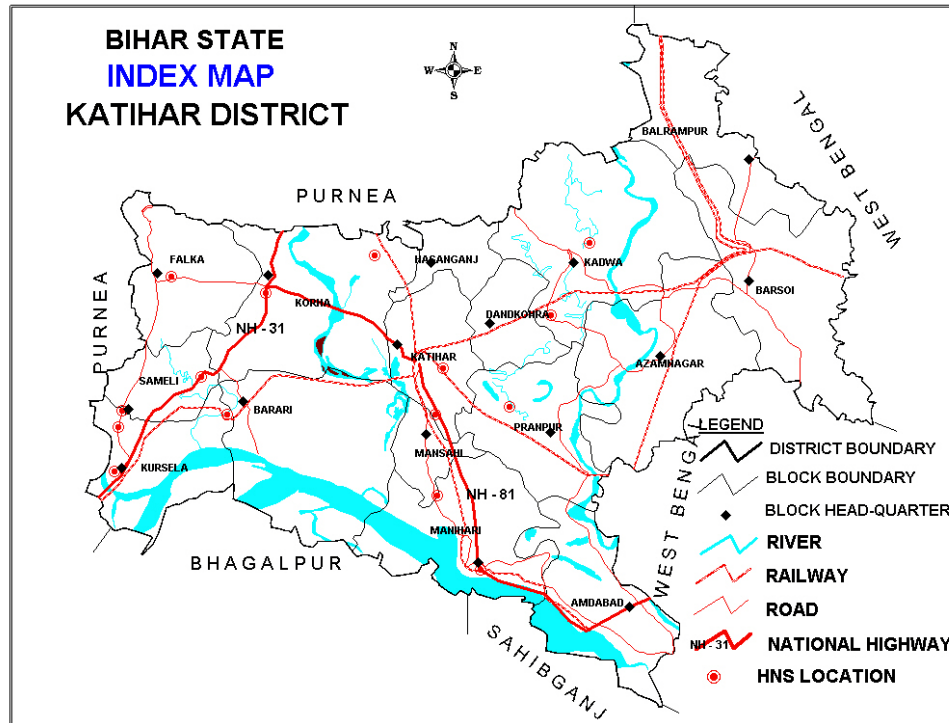 BIHAR STATE
INDEX MAP
KATIHAR DISTRICT
N
W
E
S
PURNEA
WEST BENGAL
BALRAMPUR
FALKA
HASANGANJ
KADWA
BARSOI
KORHA
DANDKOHRA
NH - 31
KATIHAR
AZAMNAGAR
PURNEA
SAMELI
BARARI
PRANPUR
MANSAHI
KURSELA
NH - 81
MANIHARI
BHAGALPUR
AMDABAD
WEST BENGA
SAHIBGANJ
LEGEND
DISTRICT BOUNDARY
BLOCK BOUNDARY
BLOCK HEAD-QUARTER
RIVER
RAILWAY
ROAD
NH - 31
NATIONAL HIGHWAY
HNS LOCATION